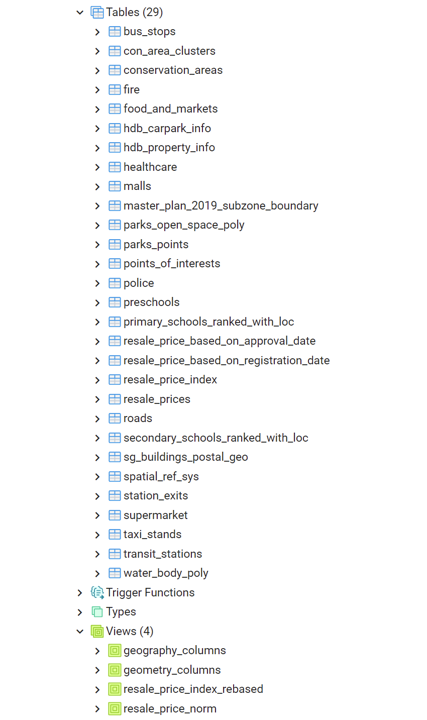 Tables (29)
bus_stops
con_area_clusters
conservation_areas
fire
food_and_markets
hdb_carpark_info
hdb_property_info
healthcare
malls
master_plan_2019_subzone_boundary
parks_open_space_poly
parks_points
points_of_interests
police
preschools
primary_schools_ranked_with_loc
resale_price_based_on_approval_date
resale_price_based_on_registration_date
resale_price_index
resale_prices
roads
secondary_schools_ranked_with_loc
sg_buildings_postal_geo
spatial_ref_sys
station_exits
supermarket
taxi_stands
transit_stations
water_body_poly
Trigger Functions
Types
Views (4)
geography_columns
geometry_columns
resale_price_index_rebased
resale_price_norm